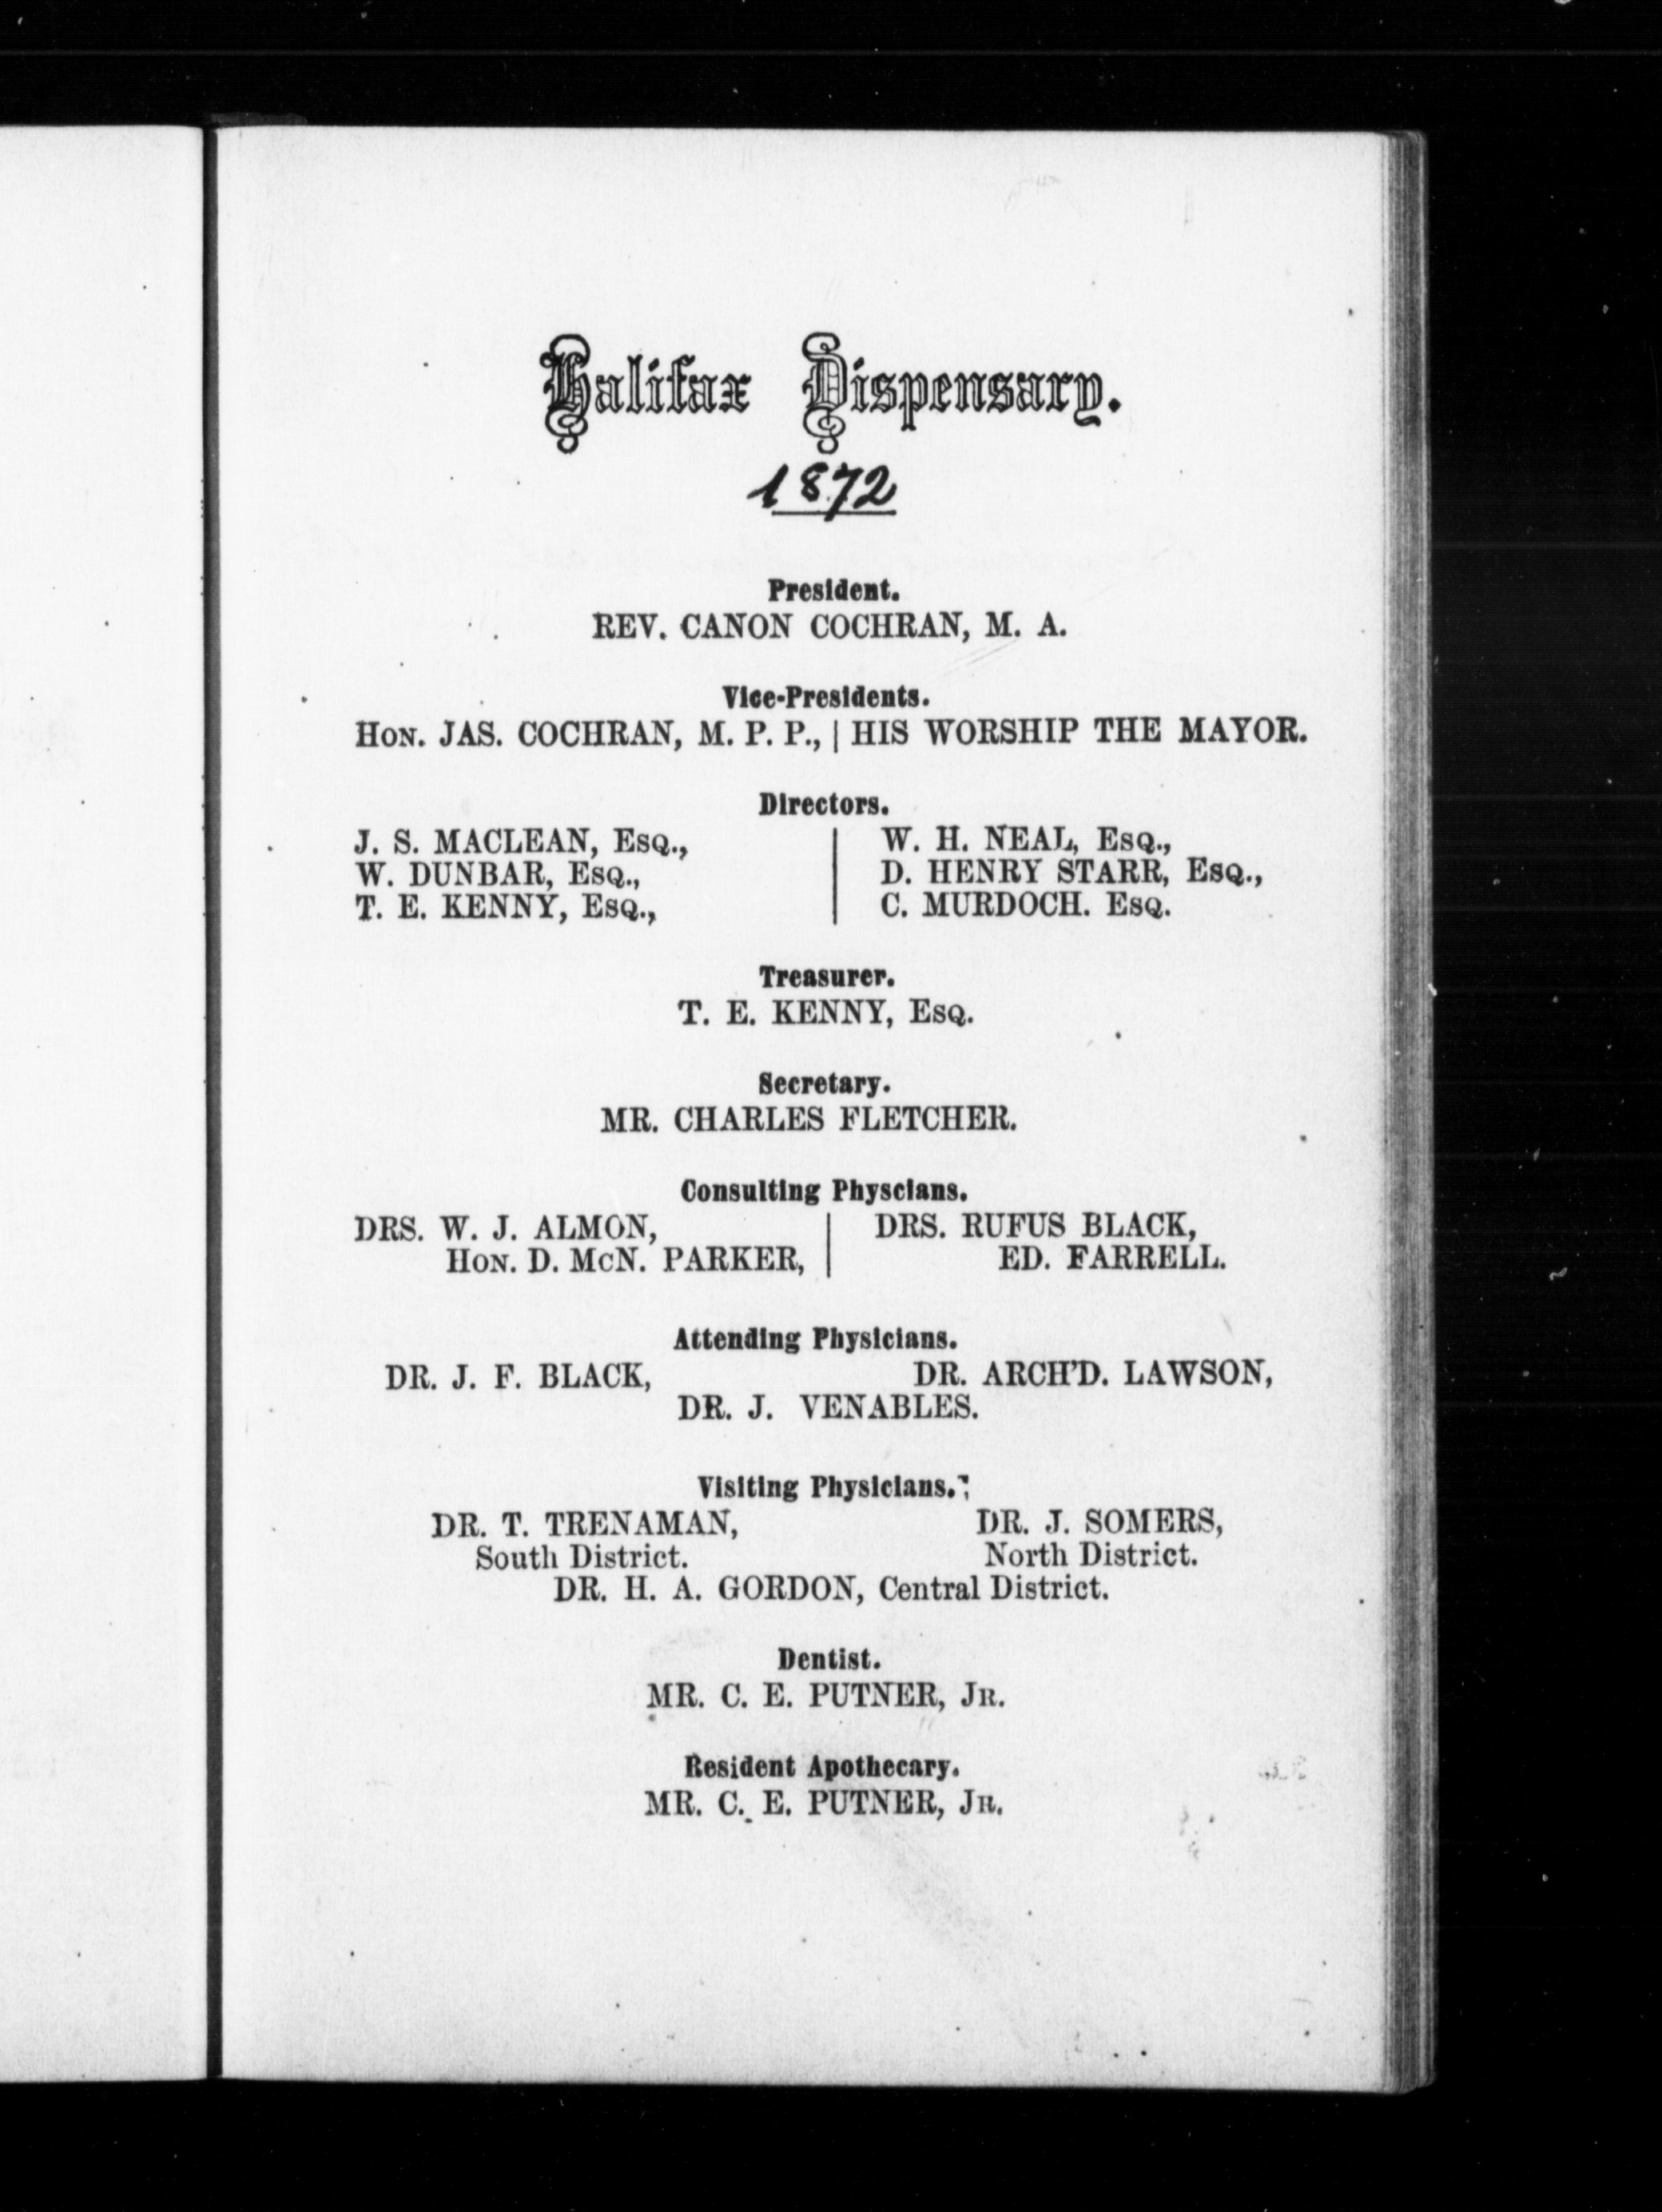 Halifax Dispensary.
1872
President.
REV. CANON COCHRAN, M. A.
Vice-Presidents.
HON. JAS. COCHRAN, M. P. P., | HIS WORSHIP THE MAYOR.
Directors.
J. S. MACLEAN, ESQ.,
W. DUNBAR, ESQ.,
T. E. KENNY, ESQ.,
W. H. NEAL, ESQ.,
D. HENRY STARR, ESQ.,
C. MURDOCH. ESQ.
Treasurer.
T. E. KENNY, ESQ.
Secretary.
MR. CHARLES FLETCHER.
Consulting Physcians.
DRS. W. J. ALMON,
HON. D. MCN. PARKER,
DRS. RUFUS BLACK,
ED. FARRELL.
Attending Physicians.
DR. J. F. BLACK, DR. ARCH'D. LAWSON,
DR. J. VENABLES.
Visiting Physicians.
DR. T. TRENAMAN,
South District.
DR. J. SOMERS,
North District.
DR. H. A. GORDON, Central District.
Dentist.
MR. C. E. PUTNER, JR.
Resident Apothecary.
MR. C. E. PUTNER, JR.